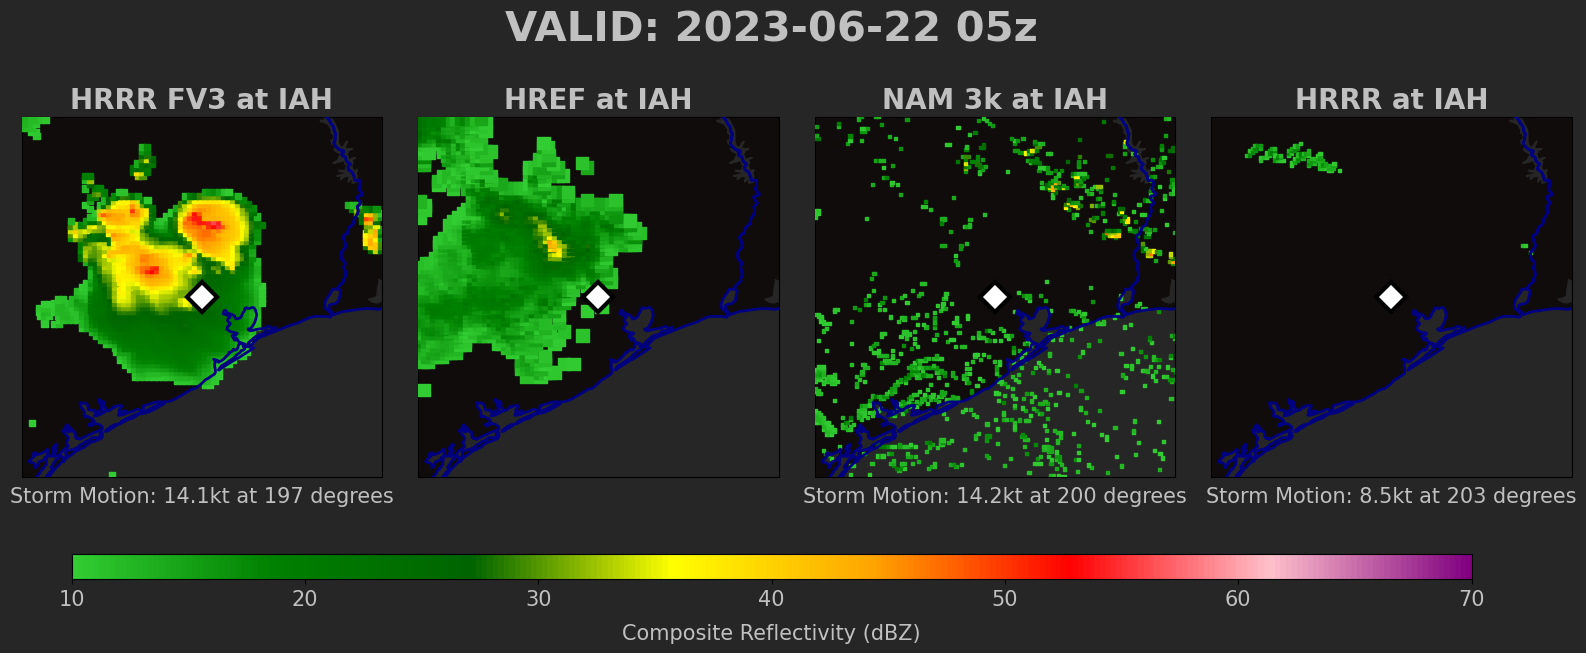 VALID: 2023-06-22 05z
HRRR FV3 at IAH
HREF at IAH
NAM 3k at IAH
HRRR at IAH
Storm Motion: 14.1kt at 197 degrees
Storm Motion: 14.2kt at 200 degrees
Storm Motion: 8.5kt at 203 degrees
10 20 30 40 50 60 70
Composite Reflectivity (dBZ)